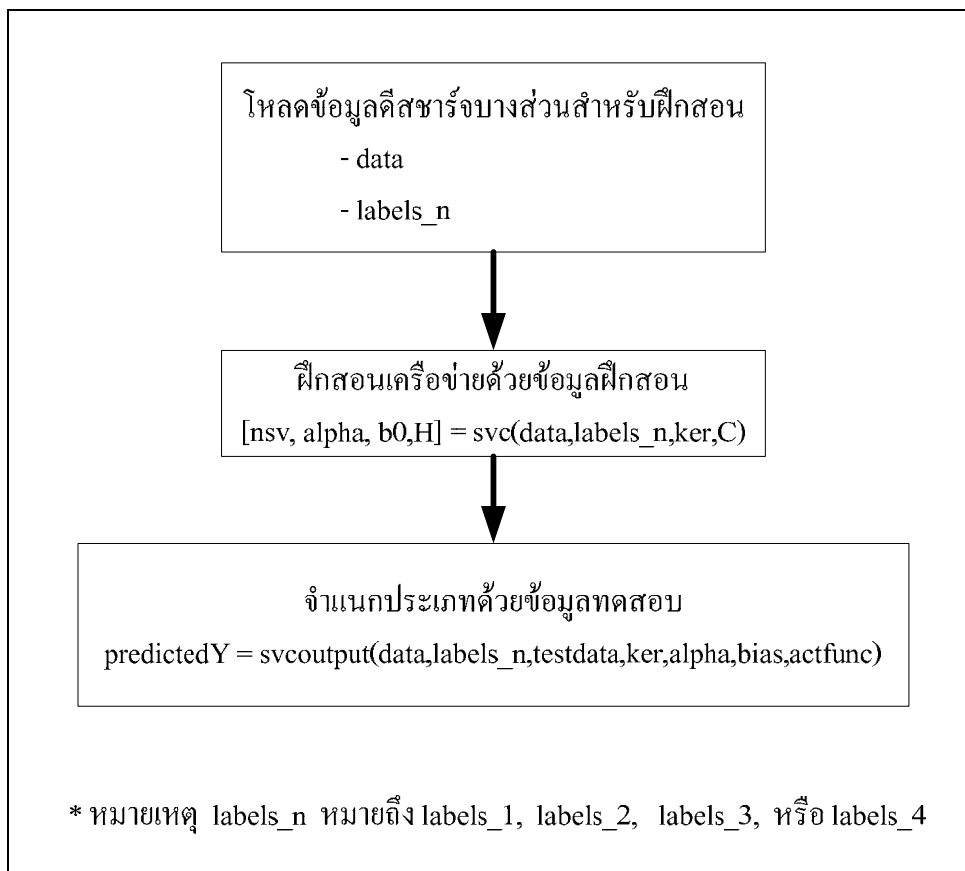 โหลดข้อมูลดีสชาร์จบางส่วนสำหรับฝึกสอน
- data
- labels_n
ฝึกสอนเครือข่ายด้วยข้อมูลฝึกสอน
[nsv, alpha, b0,H] = svc(data,labels_n,ker,C)
จำแนกประเภทด้วยข้อมูลทดสอบ
predictedY = svcoutput(data,labels_n,testdata,ker,alpha,bias,actfunc)
* หมายเหตุ labels_n หมายถึง labels_1, labels_2, labels_3, หรือ labels_4